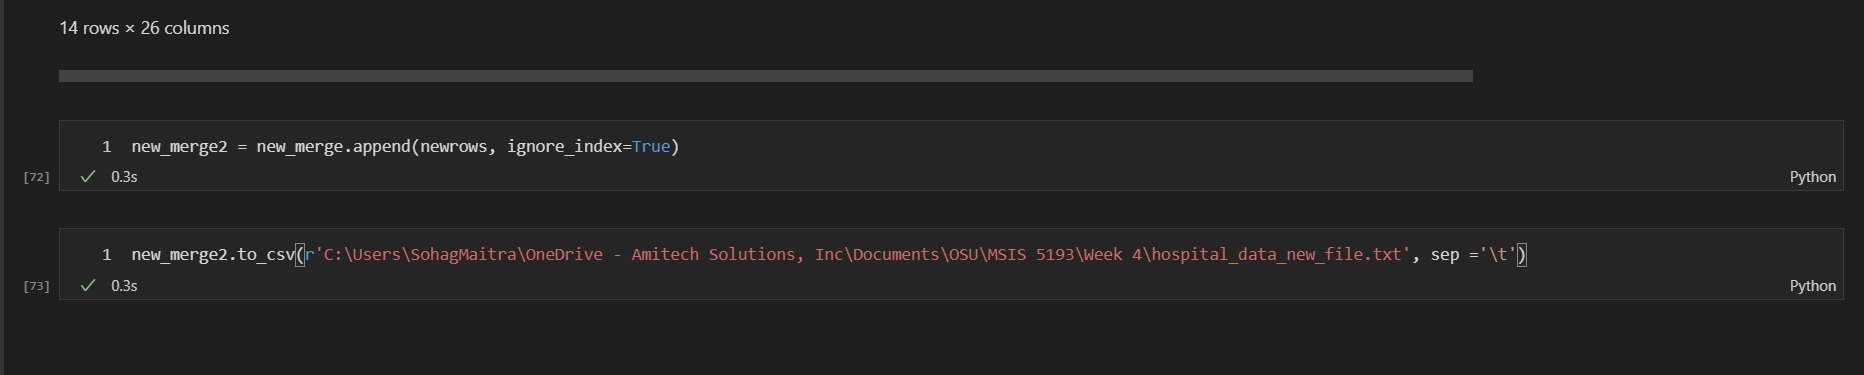 14 rows × 26 columns
1 new_merge2 = new_merge.append(newrows, ignore_index=True)
[72] ✓ 0.3s Python
1 new_merge2.to_csv(r'C:\Users\SohagMaitra\OneDrive - Amitech Solutions, Inc\Documents\OSU\MSIS 5193\Week 4\hospital_data_new_file.txt', sep ='\t')
[73] ✓ 0.3s Python